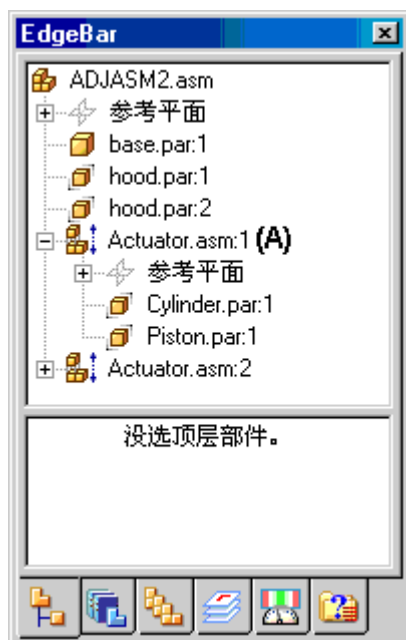 EdgeBar
ADJASM2.asm
参考平面
base.par:1
hood.par:1
hood.par:2
Actuator.asm:1 (A)
参考平面
Cylinder.par:1
Piston.par:1
Actuator.asm:2
没选顶层部件。